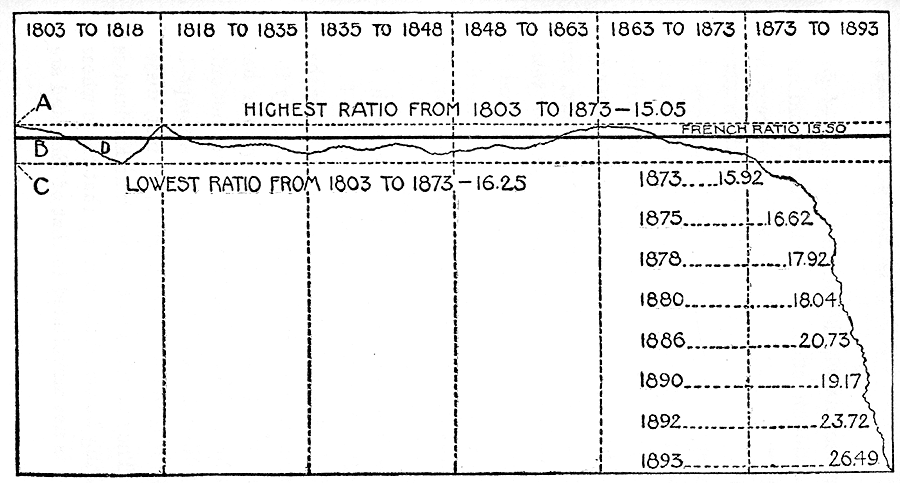 1803 TO 1818 1818 TO 1835 1835 TO 1848 1848 TO 1863 1863 TO 1873 1873 TO 1893
A
HIGHEST RATIO FROM 1803 TO 1873—15.05
FRENCH RATIO 15.50
B D
C
LOWEST RATIO FROM 1803 TO 1873—16.25
1873.....15.92
1875..........16.62
1878..........17.92
1880..........18.04
1886..........20.73
1890..........19.17
1892..........23.72
1893..........26.49